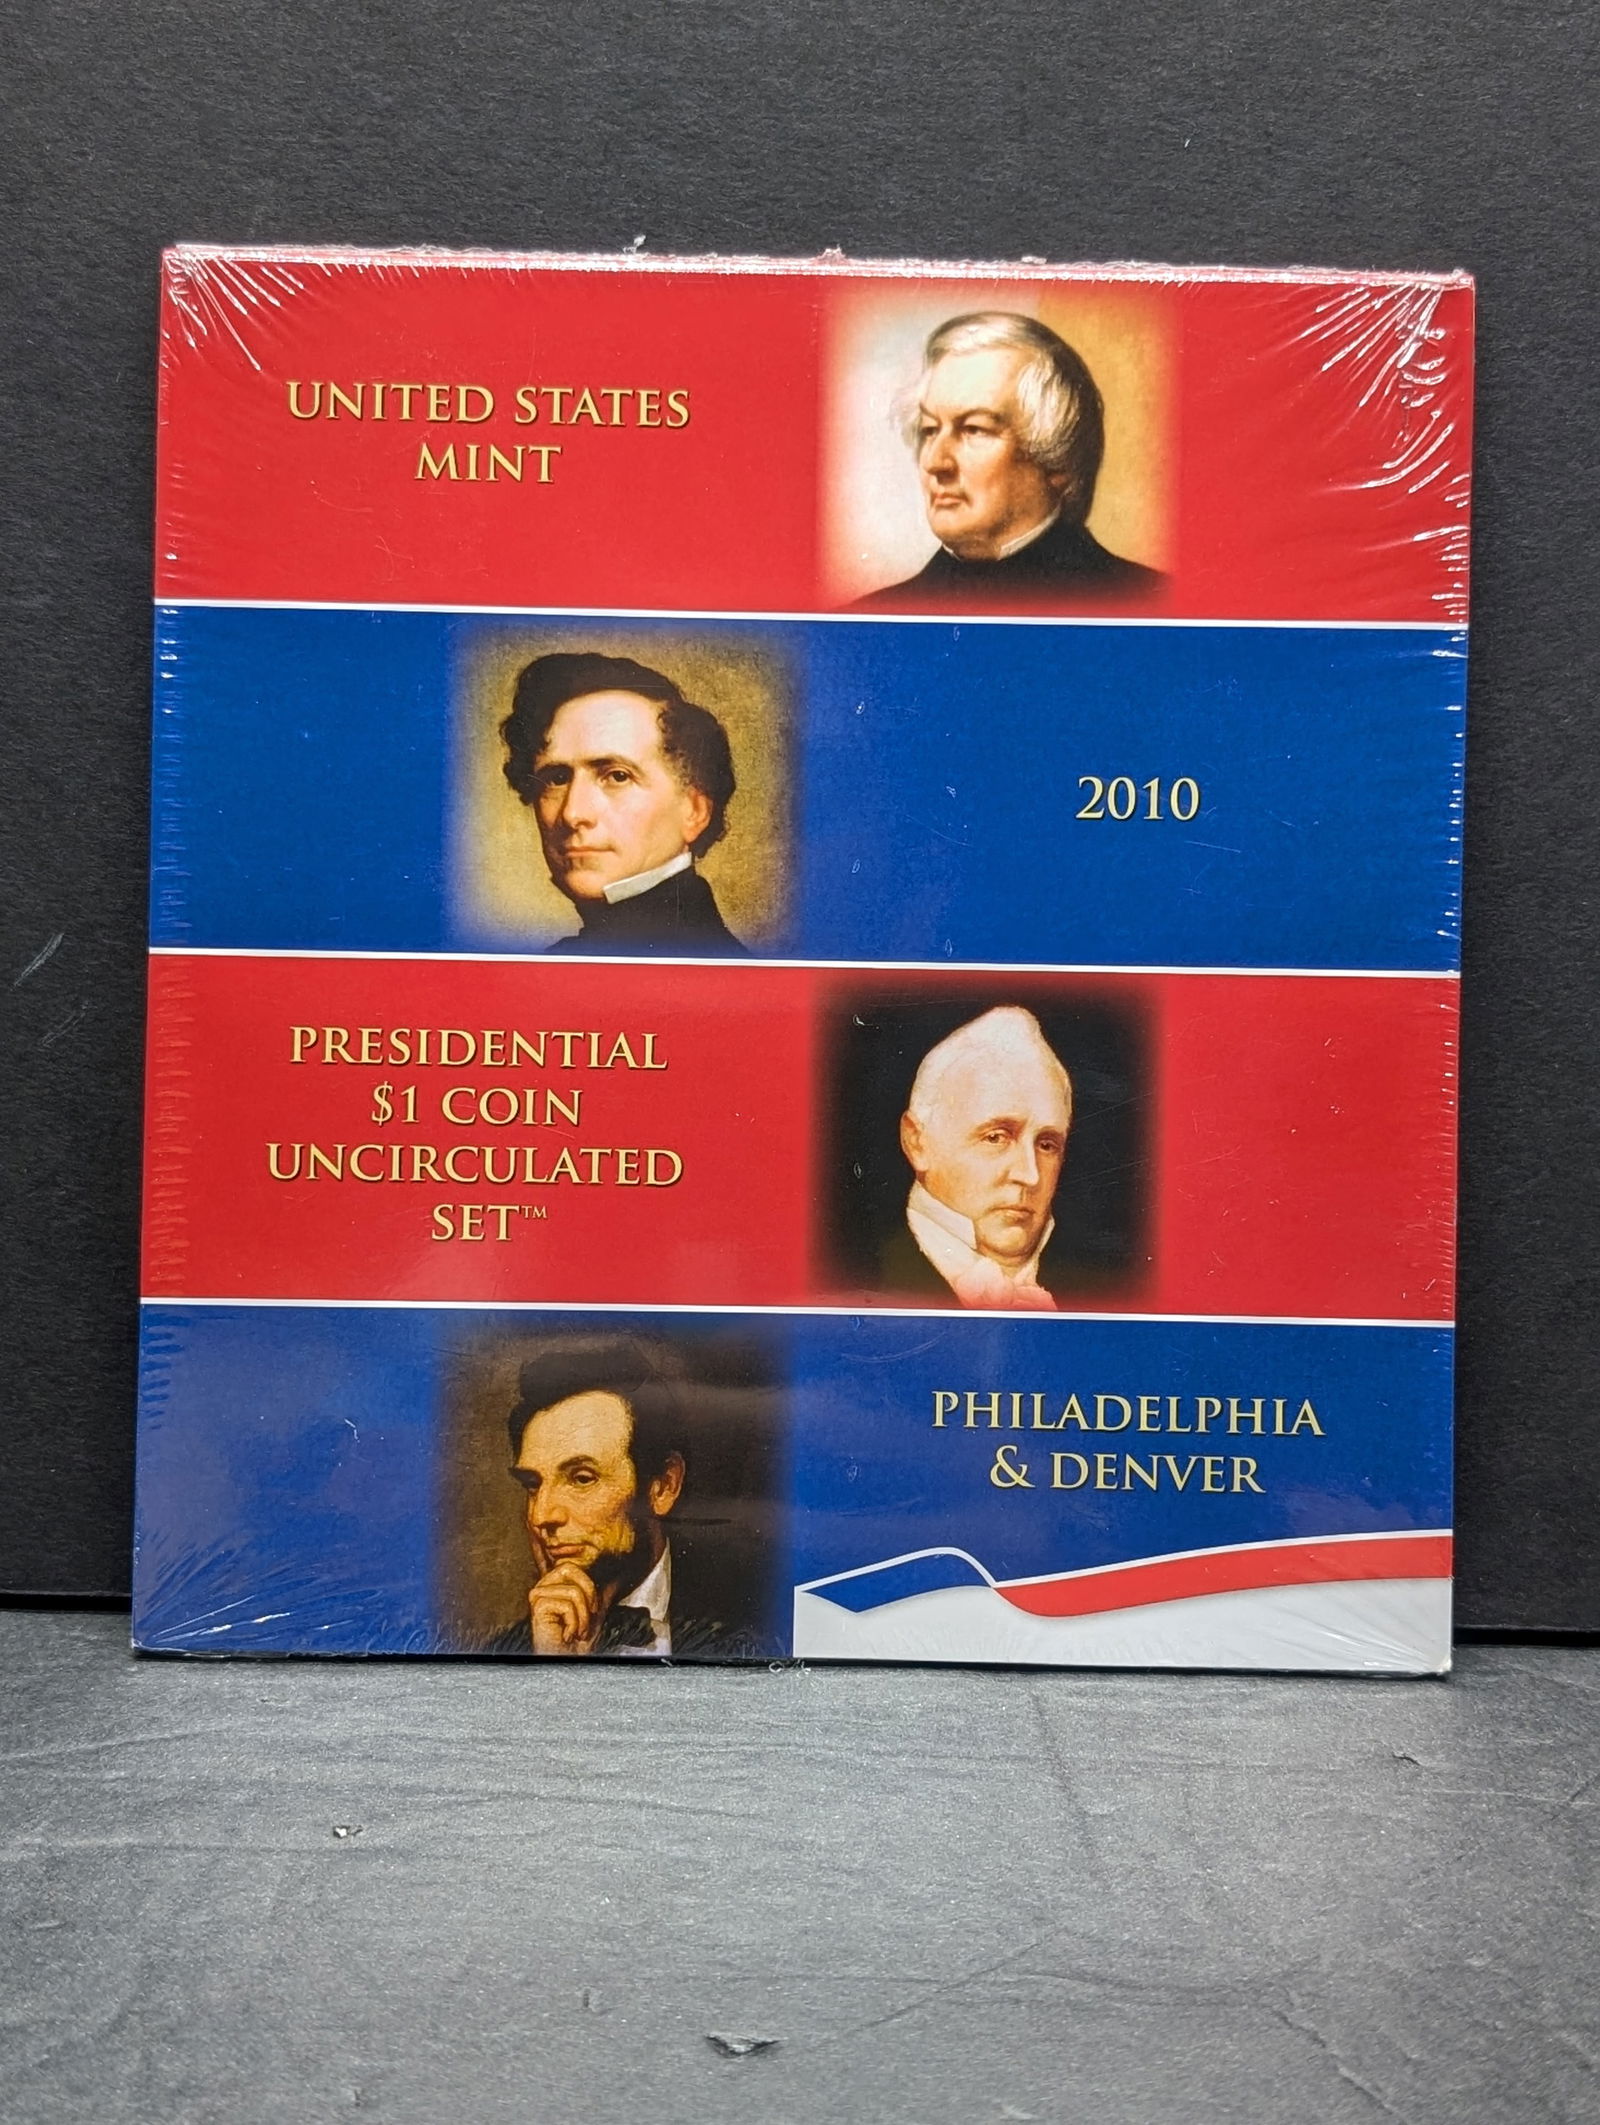 UNITED STATES
MINT
2010
PRESIDENTIAL
$1 COIN
UNCIRCULATED
SET™
PHILADELPHIA
& DENVER